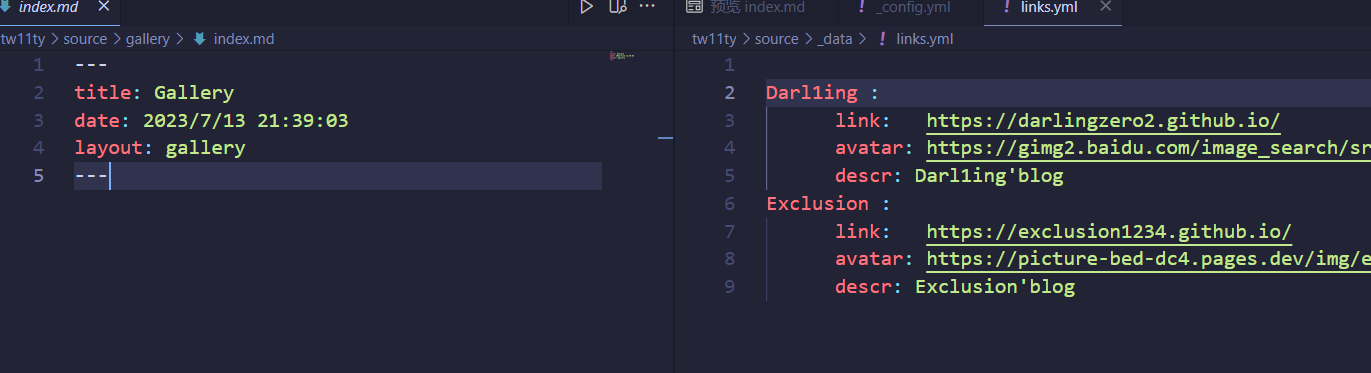 index.md
tw11ty > source > gallery > index.md
1 ---
2 title: Gallery
3 date: 2023/7/13 21:39:03
4 layout: gallery
5 ---
预览 index.md
! _config.yml
! links.yml
tw11ty > source > _data > ! links.yml
1
2 Darl1ing :
3 link: https://darlingzero2.github.io/
4 avatar: https://gimg2.baidu.com/image_search/sr
5 descr: Darl1ing'blog
6 Exclusion :
7 link: https://exclusion1234.github.io/
8 avatar: https://picture-bed-dc4.pages.dev/img/e
9 descr: Exclusion'blog